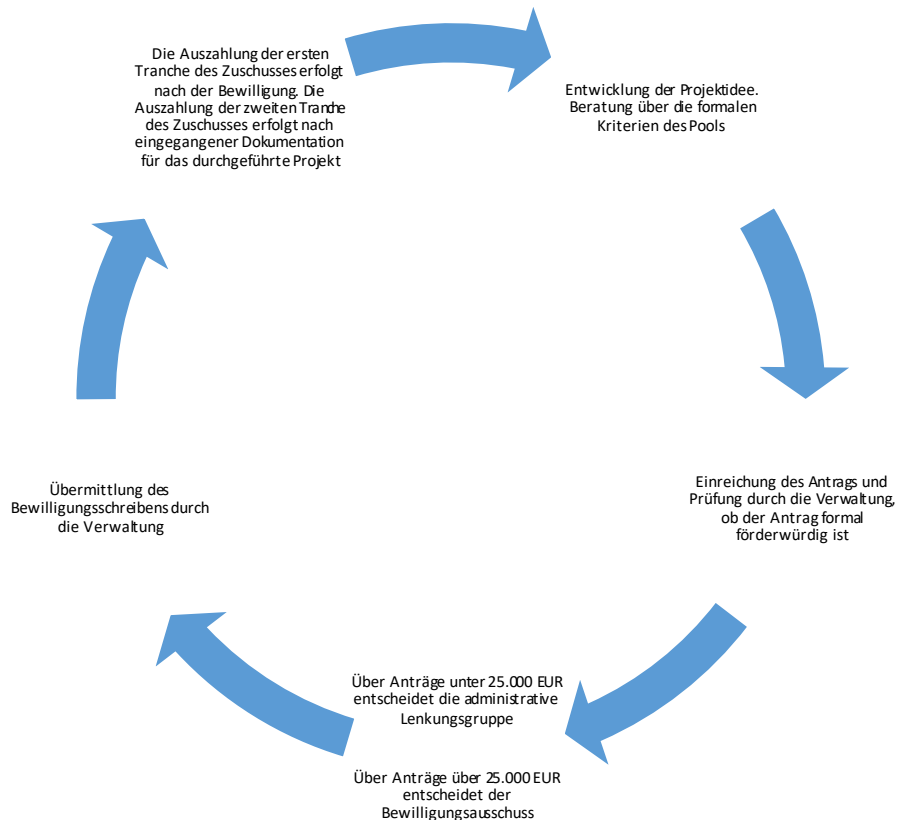 Die Auszahlung der ersten
Tranche des Zuschusses erfolgt
nach der Bewilligung. Die
Auszahlung der zweiten Tranche
des Zuschusses erfolgt nach
eingegangener Dokumentation
für das durchgeführte Projekt
Entwicklung der Projektidee.
Beratung über die formalen
Kriterien des Pools
Einreichung des Antrags und
Prüfung durch die Verwaltung,
ob der Antrag formal
förderwürdig ist
Über Anträge unter 25.000 EUR
entscheidet die administrative
Lenkungsgruppe
Über Anträge über 25.000 EUR
entscheidet der
Bewilligungsausschuss
Übermittlung des
Bewilligungsschreibens durch
die Verwaltung